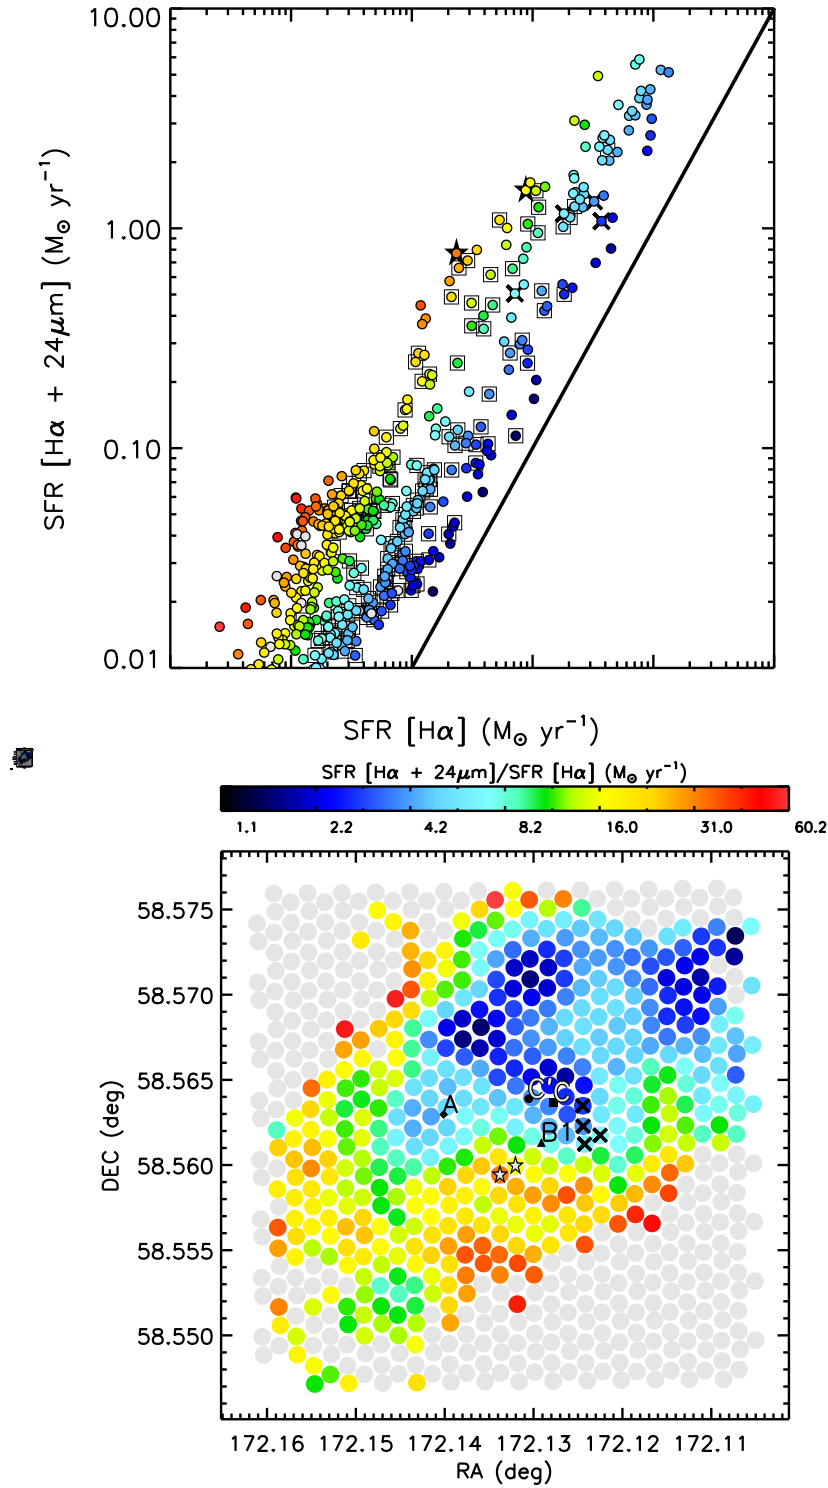 10.00
1.00
0.10
0.01
SFR [Hα + 24μm] (M⊙ yr⁻¹)
SFR [Hα] (M⊙ yr⁻¹)
SFR [Hα + 24μm]/SFR [Hα] (M⊙ yr⁻¹)
1.1 2.2 4.2 8.2 16.0 31.0 60.2
58.575
58.570
58.565
58.560
58.555
58.550
DEC (deg)
C' C
A
B1
172.16 172.15 172.14 172.13 172.12 172.11
RA (deg)